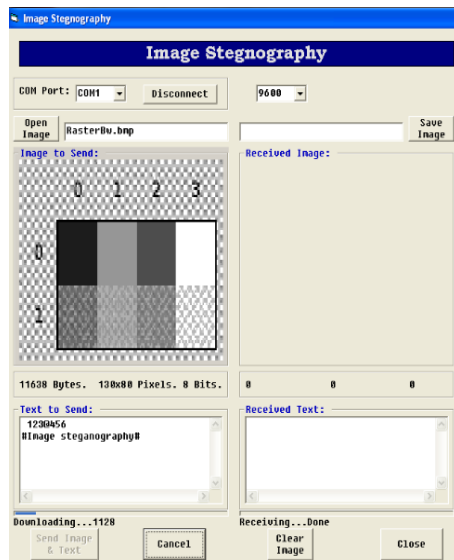 Image Stegnography
Image Stegnography
COM Port: COM1 Disconnect 9600
Open Image RasterBw.bmp Save Image
Image to Send: Received Image:
0 1 2 3
0
1
11638 Bytes. 130x80 Pixels. 8 Bits. 0 0 0
Text to Send: Received Text:
1230456
#Image steganography#
Downloading...1128 Receiving...Done
Send Image & Text Cancel Clear Image Close